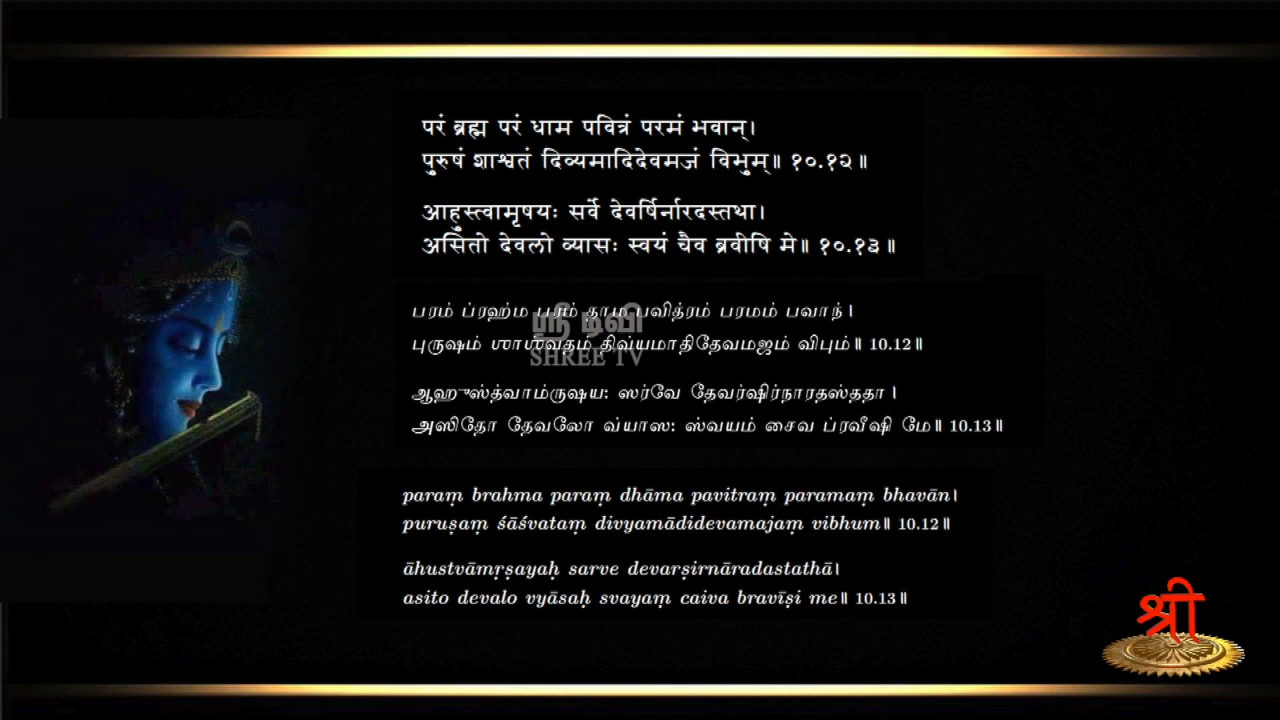 परं ब्रह्म परं धाम पवित्रं परमं भवान्।
पुरुषं शाश्वतं दिव्यमादिदेवमजं विभुम्॥ १०.१२॥
आहुस्त्वामृषयः सर्वे देवर्षिर्नारदस्तथा।
असितो देवलो व्यासः स्वयं चैव ब्रवीषि मे॥ १०.१३॥
பரம் ப்ரஹ்ம பரம் தாம பவித்ரம் பரமம் பவாந்।
புருஷம் ஶாஶ்வதம் திவ்யமாதிதேவமஜம் விபும்॥ 10.12॥
ஸ்ரீ டிவி
SHREE TV
ஆஹுஸ்த்வாம்ருஷய: ஸர்வே தேவர்ஷிர்நாரதஸ்ததா।
அஸிதோ தேவலோ வ்யாஸ: ஸ்வயம் சைவ ப்ரவீஷி மே॥ 10.13॥
paraṃ brahma paraṃ dhāma pavitraṃ paramaṃ bhavān।
puruṣaṃ śāśvataṃ divyamādidevamajaṃ vibhum॥ 10.12॥
āhustvāmṛṣayaḥ sarve devarṣirnāradastathā।
asito devalo vyāsaḥ svayaṃ caiva bravīṣi me॥ 10.13॥
श्री